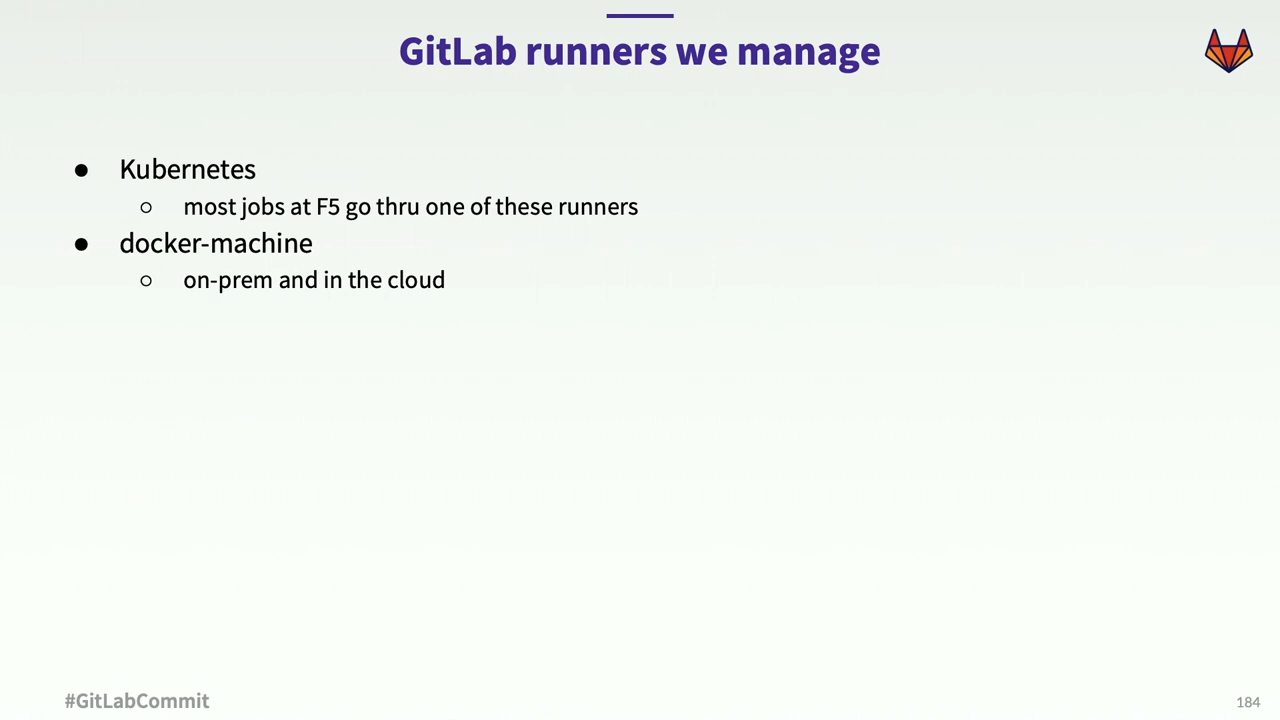 GitLab runners we manage
● Kubernetes
○ most jobs at F5 go thru one of these runners
● docker-machine
○ on-prem and in the cloud
#GitLabCommit
184